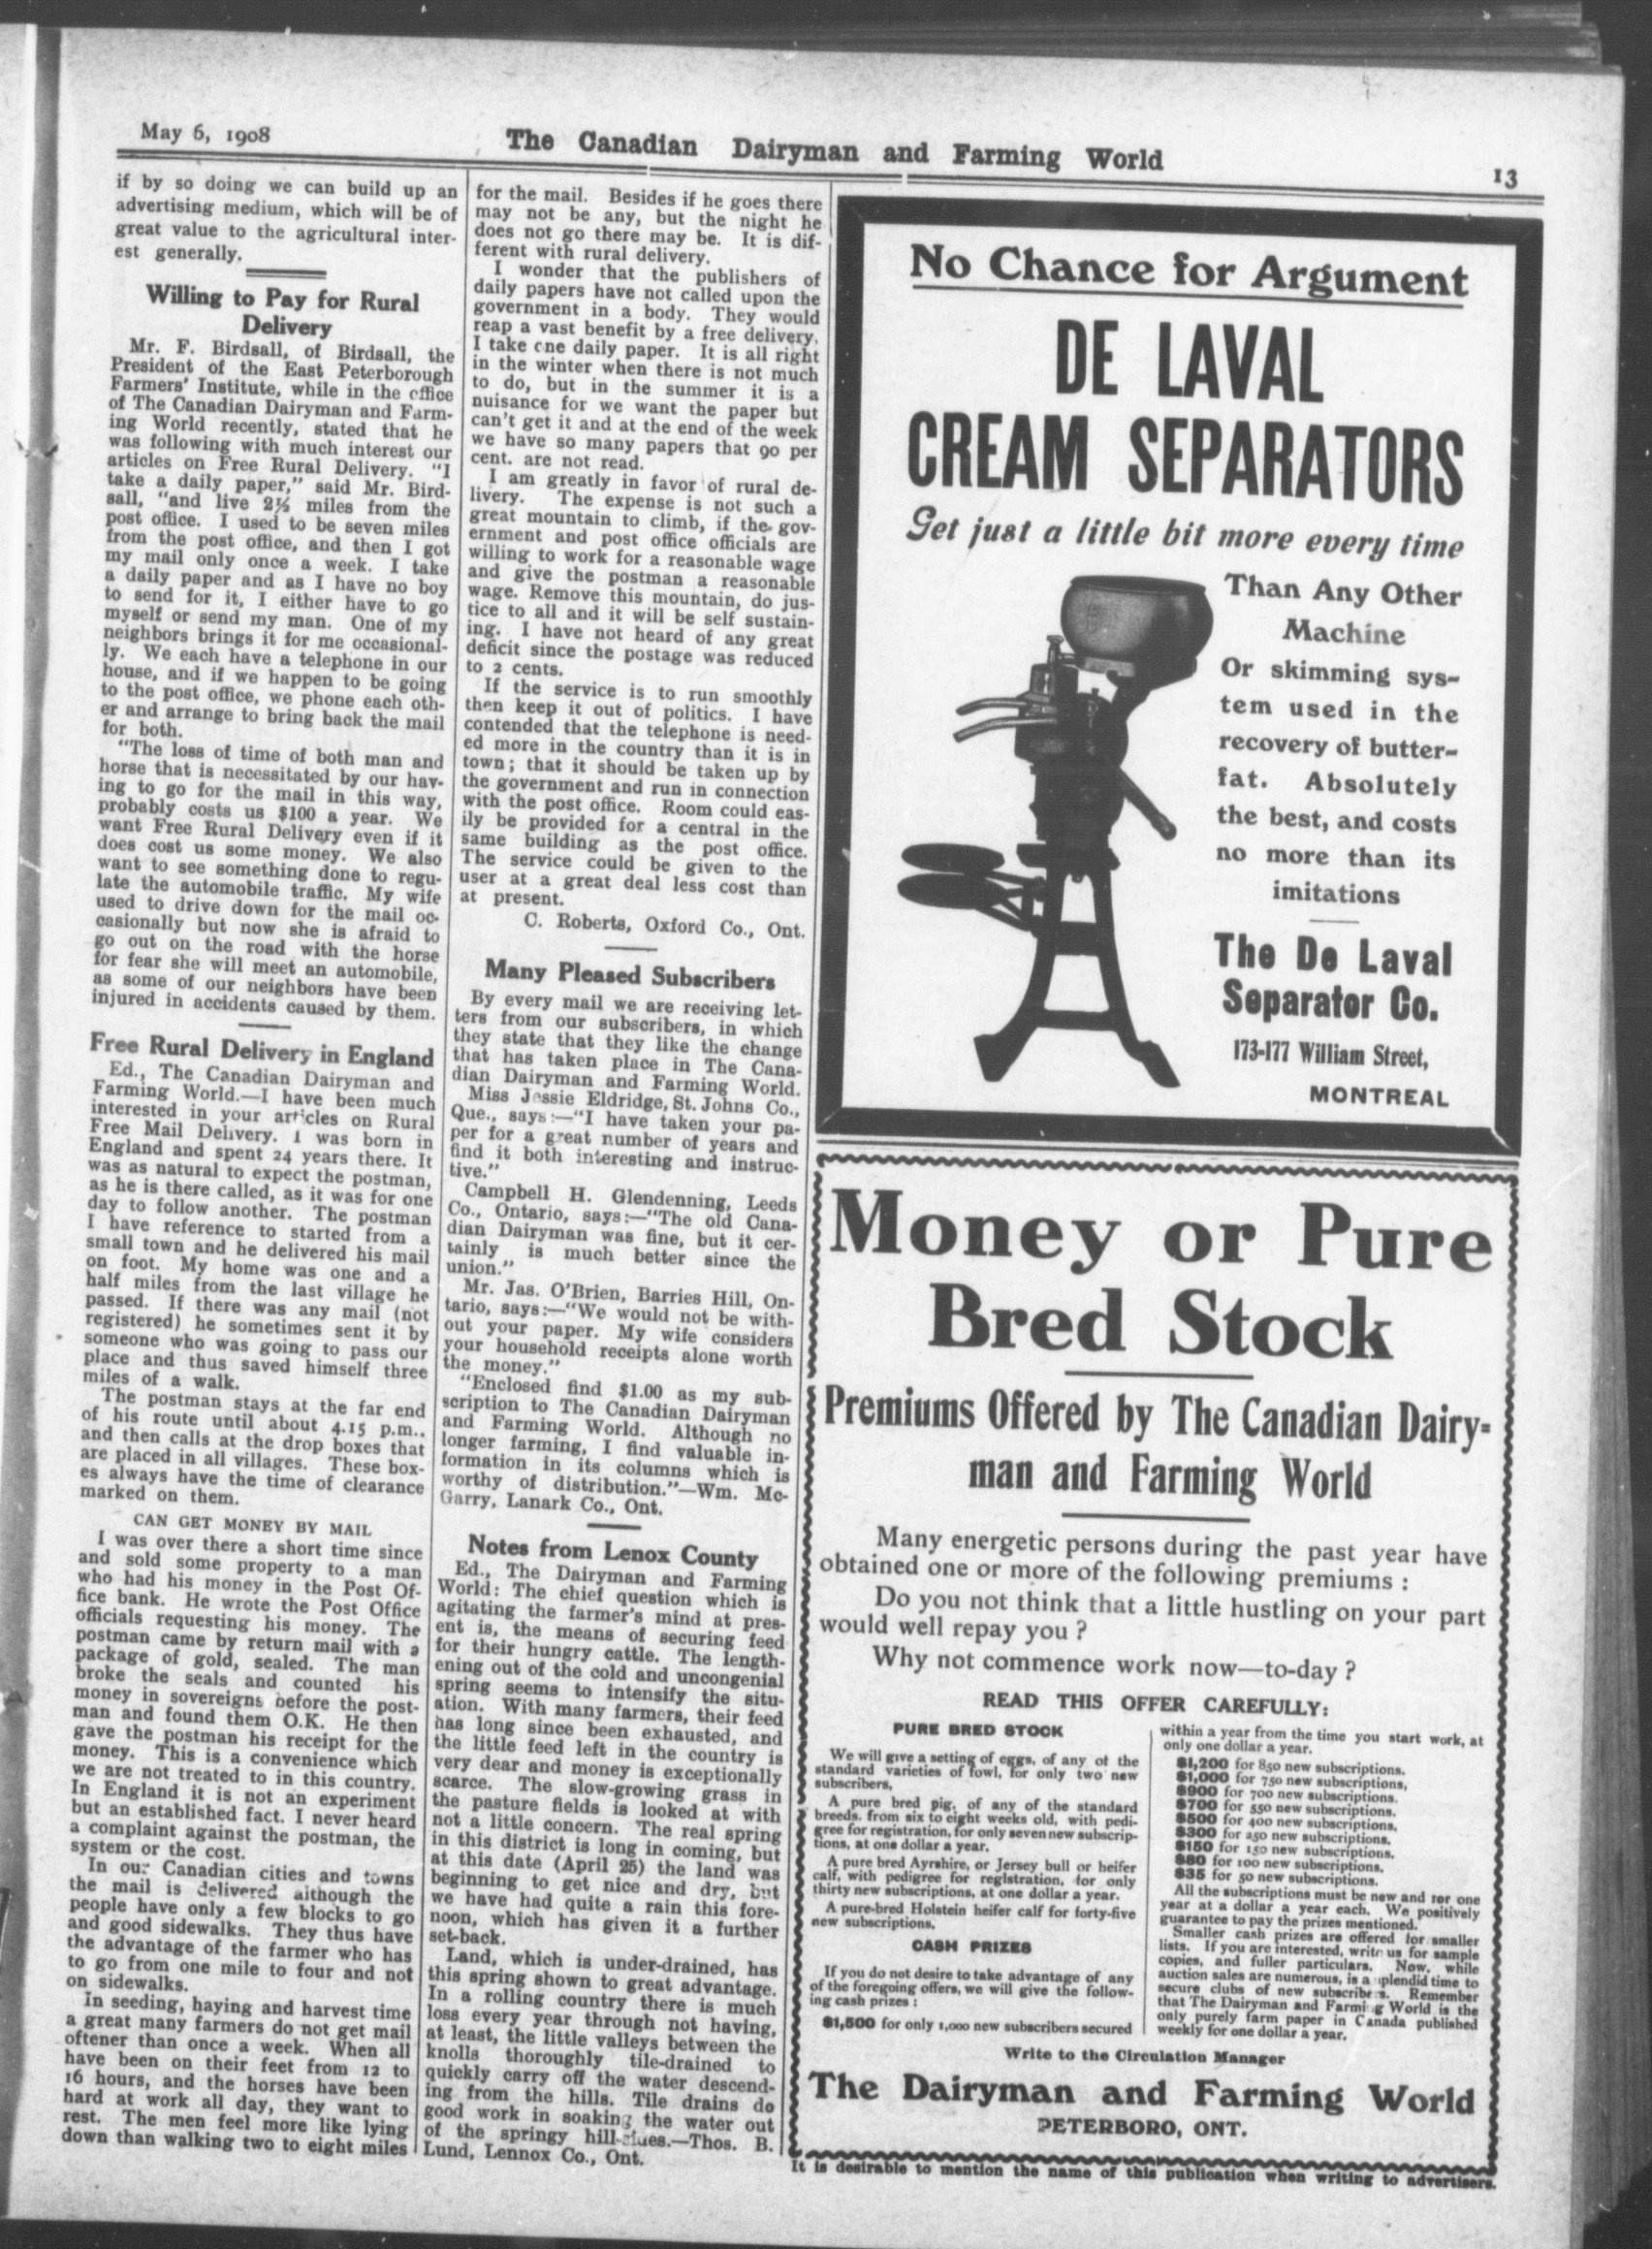 May 6, 1908
The Canadian Dairyman and Farming World
13
if by so doing we can build up an
advertising medium, which will be of
great value to the agricultural inter-
est generally.
Willing to Pay for Rural
Delivery
Mr. F. Birdsall, of Birdsall, the
President of the East Peterborough
Farmers' Institute, while in the office
of The Canadian Dairyman and Farm-
ing World recently, stated that he
was following with much interest our
articles on Free Rural Delivery. "I
take a daily paper," said Mr. Bird-
sall, "and live 2½ miles from the
post office. I used to be seven miles
from the post office, and then I got
my mail only once a week. I take
a daily paper and as I have no boy
to send for it, I either have to go
myself or send my man. One of my
neighbors brings it for me occasional-
ly. We each have a telephone in our
house, and if we happen to be going
to the post office, we phone each oth-
er and arrange to bring back the mail
for both.
"The loss of time of both man and
horse that is necessitated by our hav-
ing to go for the mail in this way,
probably costs us $100 a year. We
want Free Rural Delivery even if it
does cost us some money. We also
want to see something done to regu-
late the automobile traffic. My wife
used to drive down for the mail oc-
casionally but now she is afraid to
go out on the road with the horse
for fear she will meet an automobile,
as some of our neighbors have been
injured in accidents caused by them.
Free Rural Delivery in England
Ed., The Canadian Dairyman and
Farming World.—I have been much
interested in your articles on Rural
Free Mail Delivery. I was born in
England and spent 24 years there. It
was as natural to expect the postman,
as he is there called, as it was for one
day to follow another. The postman
I have reference to started from a
small town and he delivered his mail
on foot. My home was one and a
half miles from the last village he
passed. If there was any mail (not
registered) he sometimes sent it by
someone who was going to pass our
place and thus saved himself three
miles of a walk.
The postman stays at the far end
of his route until about 4.15 p.m.,
and then calls at the drop boxes that
are placed in all villages. These box-
es always have the time of clearance
marked on them.
CAN GET MONEY BY MAIL
I was over there a short time since
and sold some property to a man
who had his money in the Post Of-
fice bank. He wrote the Post Office
officials requesting his money. The
postman came by return mail with a
package of gold, sealed. The man
broke the seals and counted his
money in sovereigns before the post-
man and found them O.K. He then
gave the postman his receipt for the
money. This is a convenience which
we are not treated to in this country.
In England it is not an experiment
but an established fact. I never heard
a complaint against the postman, the
system or the cost.
In our Canadian cities and towns
the mail is delivered although the
people have only a few blocks to go
and good sidewalks. They thus have
the advantage of the farmer who has
to go from one mile to four and not
on sidewalks.
In seeding, haying and harvest time
a great many farmers do not get mail
oftener than once a week. When all
have been on their feet from 12 to
16 hours, and the horses have been
hard at work all day, they want to
rest. The men feel more like lying
down than walking two to eight miles
for the mail. Besides if he goes there
may not be any, but the night he
does not go there may be. It is dif-
ferent with rural delivery.
I wonder that the publishers of
daily papers have not called upon the
government in a body. They would
reap a vast benefit by a free delivery.
I take one daily paper. It is all right
in the winter when there is not much
to do, but in the summer it is a
nuisance for we want the paper but
can't get it and at the end of the week
we have so many papers that 90 per
cent. are not read.
I am greatly in favor of rural de-
livery. The expense is not such a
great mountain to climb, if the gov-
ernment and post office officials are
willing to work for a reasonable wage
and give the postman a reasonable
wage. Remove this mountain, do jus-
tice to all and it will be self sustain-
ing. I have not heard of any great
deficit since the postage was reduced
to 2 cents.
If the service is to run smoothly
then keep it out of politics. I have
contended that the telephone is need-
ed more in the country than it is in
town; that it should be taken up by
the government and run in connection
with the post office. Room could eas-
ily be provided for a central in the
same building as the post office.
The service could be given to the
user at a great deal less cost than
at present.
C. Roberts, Oxford Co., Ont.
Many Pleased Subscribers
By every mail we are receiving let-
ters from our subscribers, in which
they state that they like the change
that has taken place in The Cana-
dian Dairyman and Farming World.
Miss Jessie Eldridge, St. Johns Co.,
Que., says:—"I have taken your pa-
per for a great number of years and
find it both interesting and instruc-
tive."
Campbell H. Glendenning, Leeds
Co., Ontario, says:—"The old Cana-
dian Dairyman was fine, but it cer-
tainly is much better since the
union."
Mr. Jas. O'Brien, Barries Hill, On-
tario, says:—"We would not be with-
out your paper. My wife considers
your household receipts alone worth
the money."
"Enclosed find $1.00 as my sub-
scription to The Canadian Dairyman
and Farming World. Although no
longer farming, I find valuable in-
formation in its columns which is
worthy of distribution."—Wm. Mc-
Garry, Lanark Co., Ont.
Notes from Lenox County
Ed., The Dairyman and Farming
World: The chief question which is
agitating the farmer's mind at pres-
ent is, the means of securing feed
for their hungry cattle. The length-
ening out of the cold and uncongenial
spring seems to intensify the situ-
ation. With many farmers, their feed
has long since been exhausted, and
the little feed left in the country is
very dear and money is exceptionally
scarce. The slow-growing grass in
the pasture fields is looked at with
not a little concern. The real spring
in this district is long in coming, but
at this date (April 25) the land was
beginning to get nice and dry, but
we have had quite a rain this fore-
noon, which has given it a further
set-back.
Land, which is under-drained, has
this spring shown to great advantage.
In a rolling country there is much
loss every year through not having,
at least, the little valleys between the
knolls thoroughly tile-drained to
quickly carry off the water descend-
ing from the hills. Tile drains do
good work in soaking the water out
of the springy hill-sides.—Thos. B.
Lund, Lennox Co., Ont.
No Chance for Argument
DE LAVAL
CREAM SEPARATORS
Get just a little bit more every time
Than Any Other
Machine
Or skimming sys-
tem used in the
recovery of butter-
fat. Absolutely
the best, and costs
no more than its
imitations
The De Laval
Separator Co.
173-177 William Street,
MONTREAL
Money or Pure
Bred Stock
Premiums Offered by The Canadian Dairy-
man and Farming World
Many energetic persons during the past year have
obtained one or more of the following premiums :
Do you not think that a little hustling on your part
would well repay you ?
Why not commence work now—to-day ?
READ THIS OFFER CAREFULLY:
PURE BRED STOCK
We will give a setting of eggs, of any of the
standard varieties of fowl, for only two new
subscribers,
A pure bred pig, of any of the standard
breeds. from six to eight weeks old, with pedi-
gree for registration, for only seven new subscrip-
tions, at one dollar a year.
A pure bred Ayrshire, or Jersey bull or heifer
calf, with pedigree for registration, for only
thirty new subscriptions, at one dollar a year.
A pure-bred Holstein heifer calf for forty-five
new subscriptions.
CASH PRIZES
If you do not desire to take advantage of any
of the foregoing offers, we will give the follow-
ing cash prizes :
$1,500 for only 1,000 new subscribers secured
within a year from the time you start work, at
only one dollar a year.
$1,200 for 850 new subscriptions.
$1,000 for 750 new subscriptions,
$900 for 700 new subscriptions.
$700 for 550 new subscriptions.
$500 for 400 new subscriptions,
$300 for 250 new subscriptions,
$150 for 150 new subscriptions.
$80 for 100 new subscriptions.
$35 for 50 new subscriptions.
All the subscriptions must be new and for one
year at a dollar a year each. We positively
guarantee to pay the prizes mentioned.
Smaller cash prizes are offered for smaller
lists. If you are interested, write us for sample
copies, and fuller particulars. Now, while
auction sales are numerous, is a splendid time to
secure clubs of new subscribers. Remember
that The Dairyman and Farming World is the
only purely farm paper in Canada published
weekly for one dollar a year.
Write to the Circulation Manager
The Dairyman and Farming World
PETERBORO, ONT.
It is desirable to mention the name of this publication when writing to advertisers.